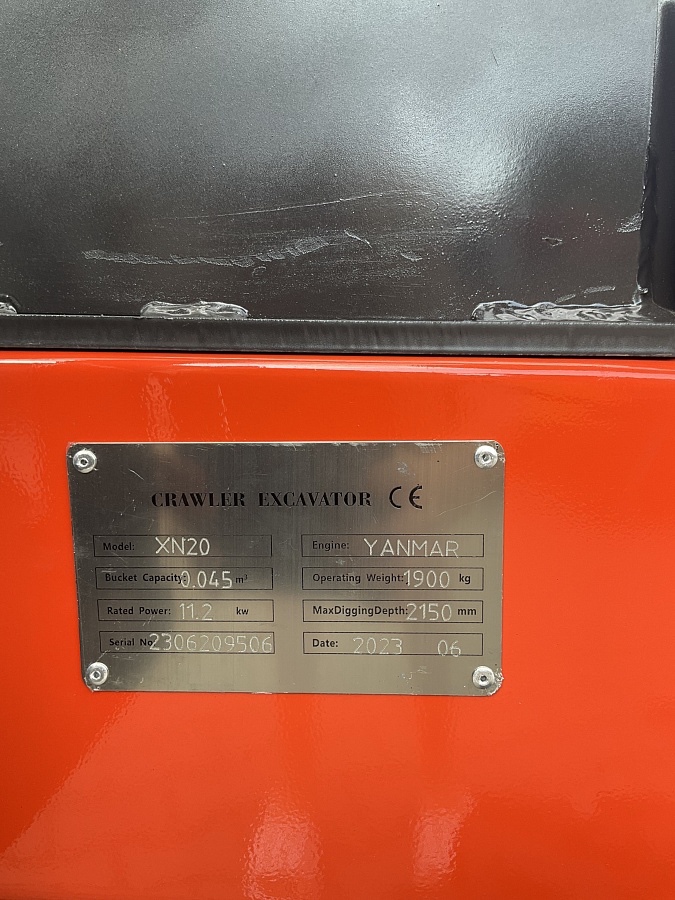 CRAWLER EXCAVATOR CE
Model: XN20 Engine: YANMAR
Bucket Capacity: 0.045 m³ Operating Weight: 1900 kg
Rated Power: 11.2 kw MaxDiggingDepth: 2150 mm
Serial No 2306209506 Date: 2023 06